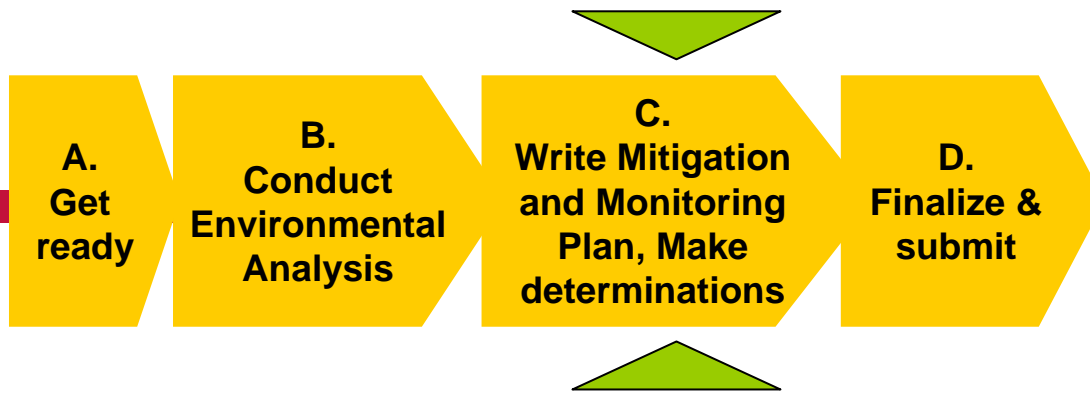 A.
Get
ready
B.
Conduct
Environmental
Analysis
C.
Write Mitigation
and Monitoring
Plan, Make
determinations
D.
Finalize &
submit